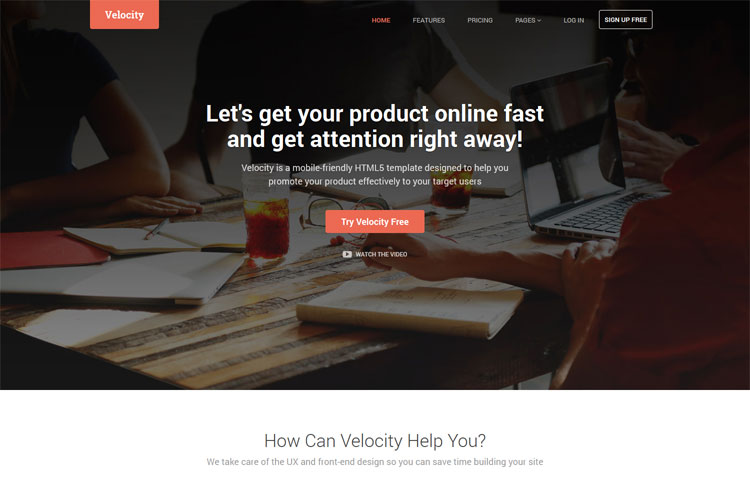 Velocity
HOME FEATURES PRICING PAGES LOG IN SIGN UP FREE
Let's get your product online fast
and get attention right away!
Velocity is a mobile-friendly HTML5 template designed to help you
promote your product effectively to your target users
Try Velocity Free
WATCH THE VIDEO
How Can Velocity Help You?
We take care of the UX and front-end design so you can save time building your site